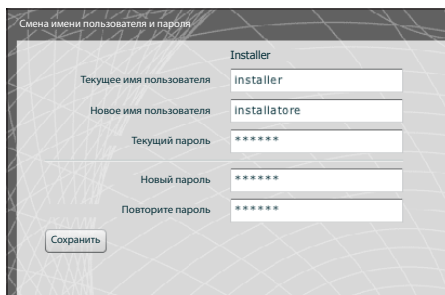 Смена имени пользователя и пароля
Installer
Текущее имя пользователя installer
Новое имя пользователя installatore
Текущий пароль ******
Новый пароль ******
Повторите пароль ******
Сохранить